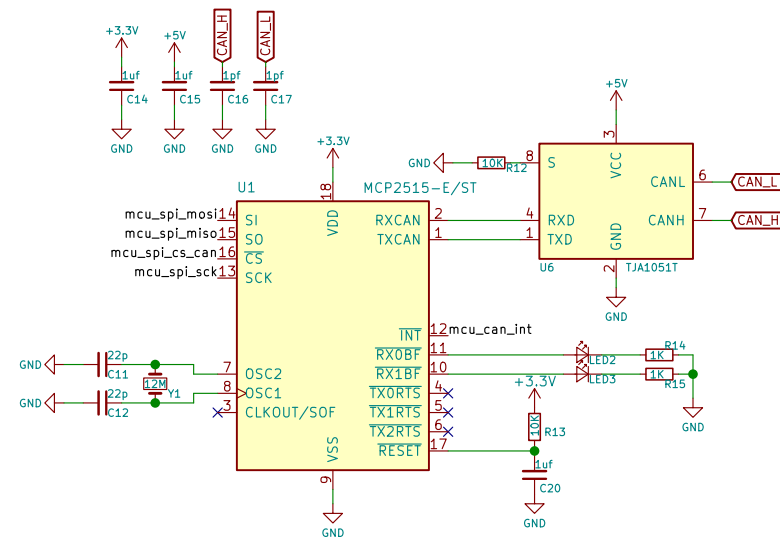 +3.3V
+5V
CAN_H
CAN_L
1uf
C14
1uf
C15
1pf
C16
1pf
C17
GND
GND
GND
GND
+5V
+3.3V
GND
10K
R12
8
S
3
VCC
CANL
6
CAN_L
CANH
7
CAN_H
4
RXD
1
TXD
GND
2
U6
TJA1051T
GND
U1
MCP2515-E/ST
18
VDD
mcu_spi_mosi
14
SI
mcu_spi_miso
15
SO
mcu_spi_cs_can
16
CS
mcu_spi_sck
13
SCK
RXCAN
2
TXCAN
1
INT
12
mcu_can_int
RX0BF
11
RX1BF
10
TX0RTS
4
TX1RTS
5
TX2RTS
6
RESET
17
LED2
1K
R14
LED3
1K
R15
GND
+3.3V
10K
R13
1uf
C20
GND
GND
22p
C11
7
OSC2
12M
Y1
GND
22p
C12
8
OSC1
3
CLKOUT/SOF
VSS
9
GND